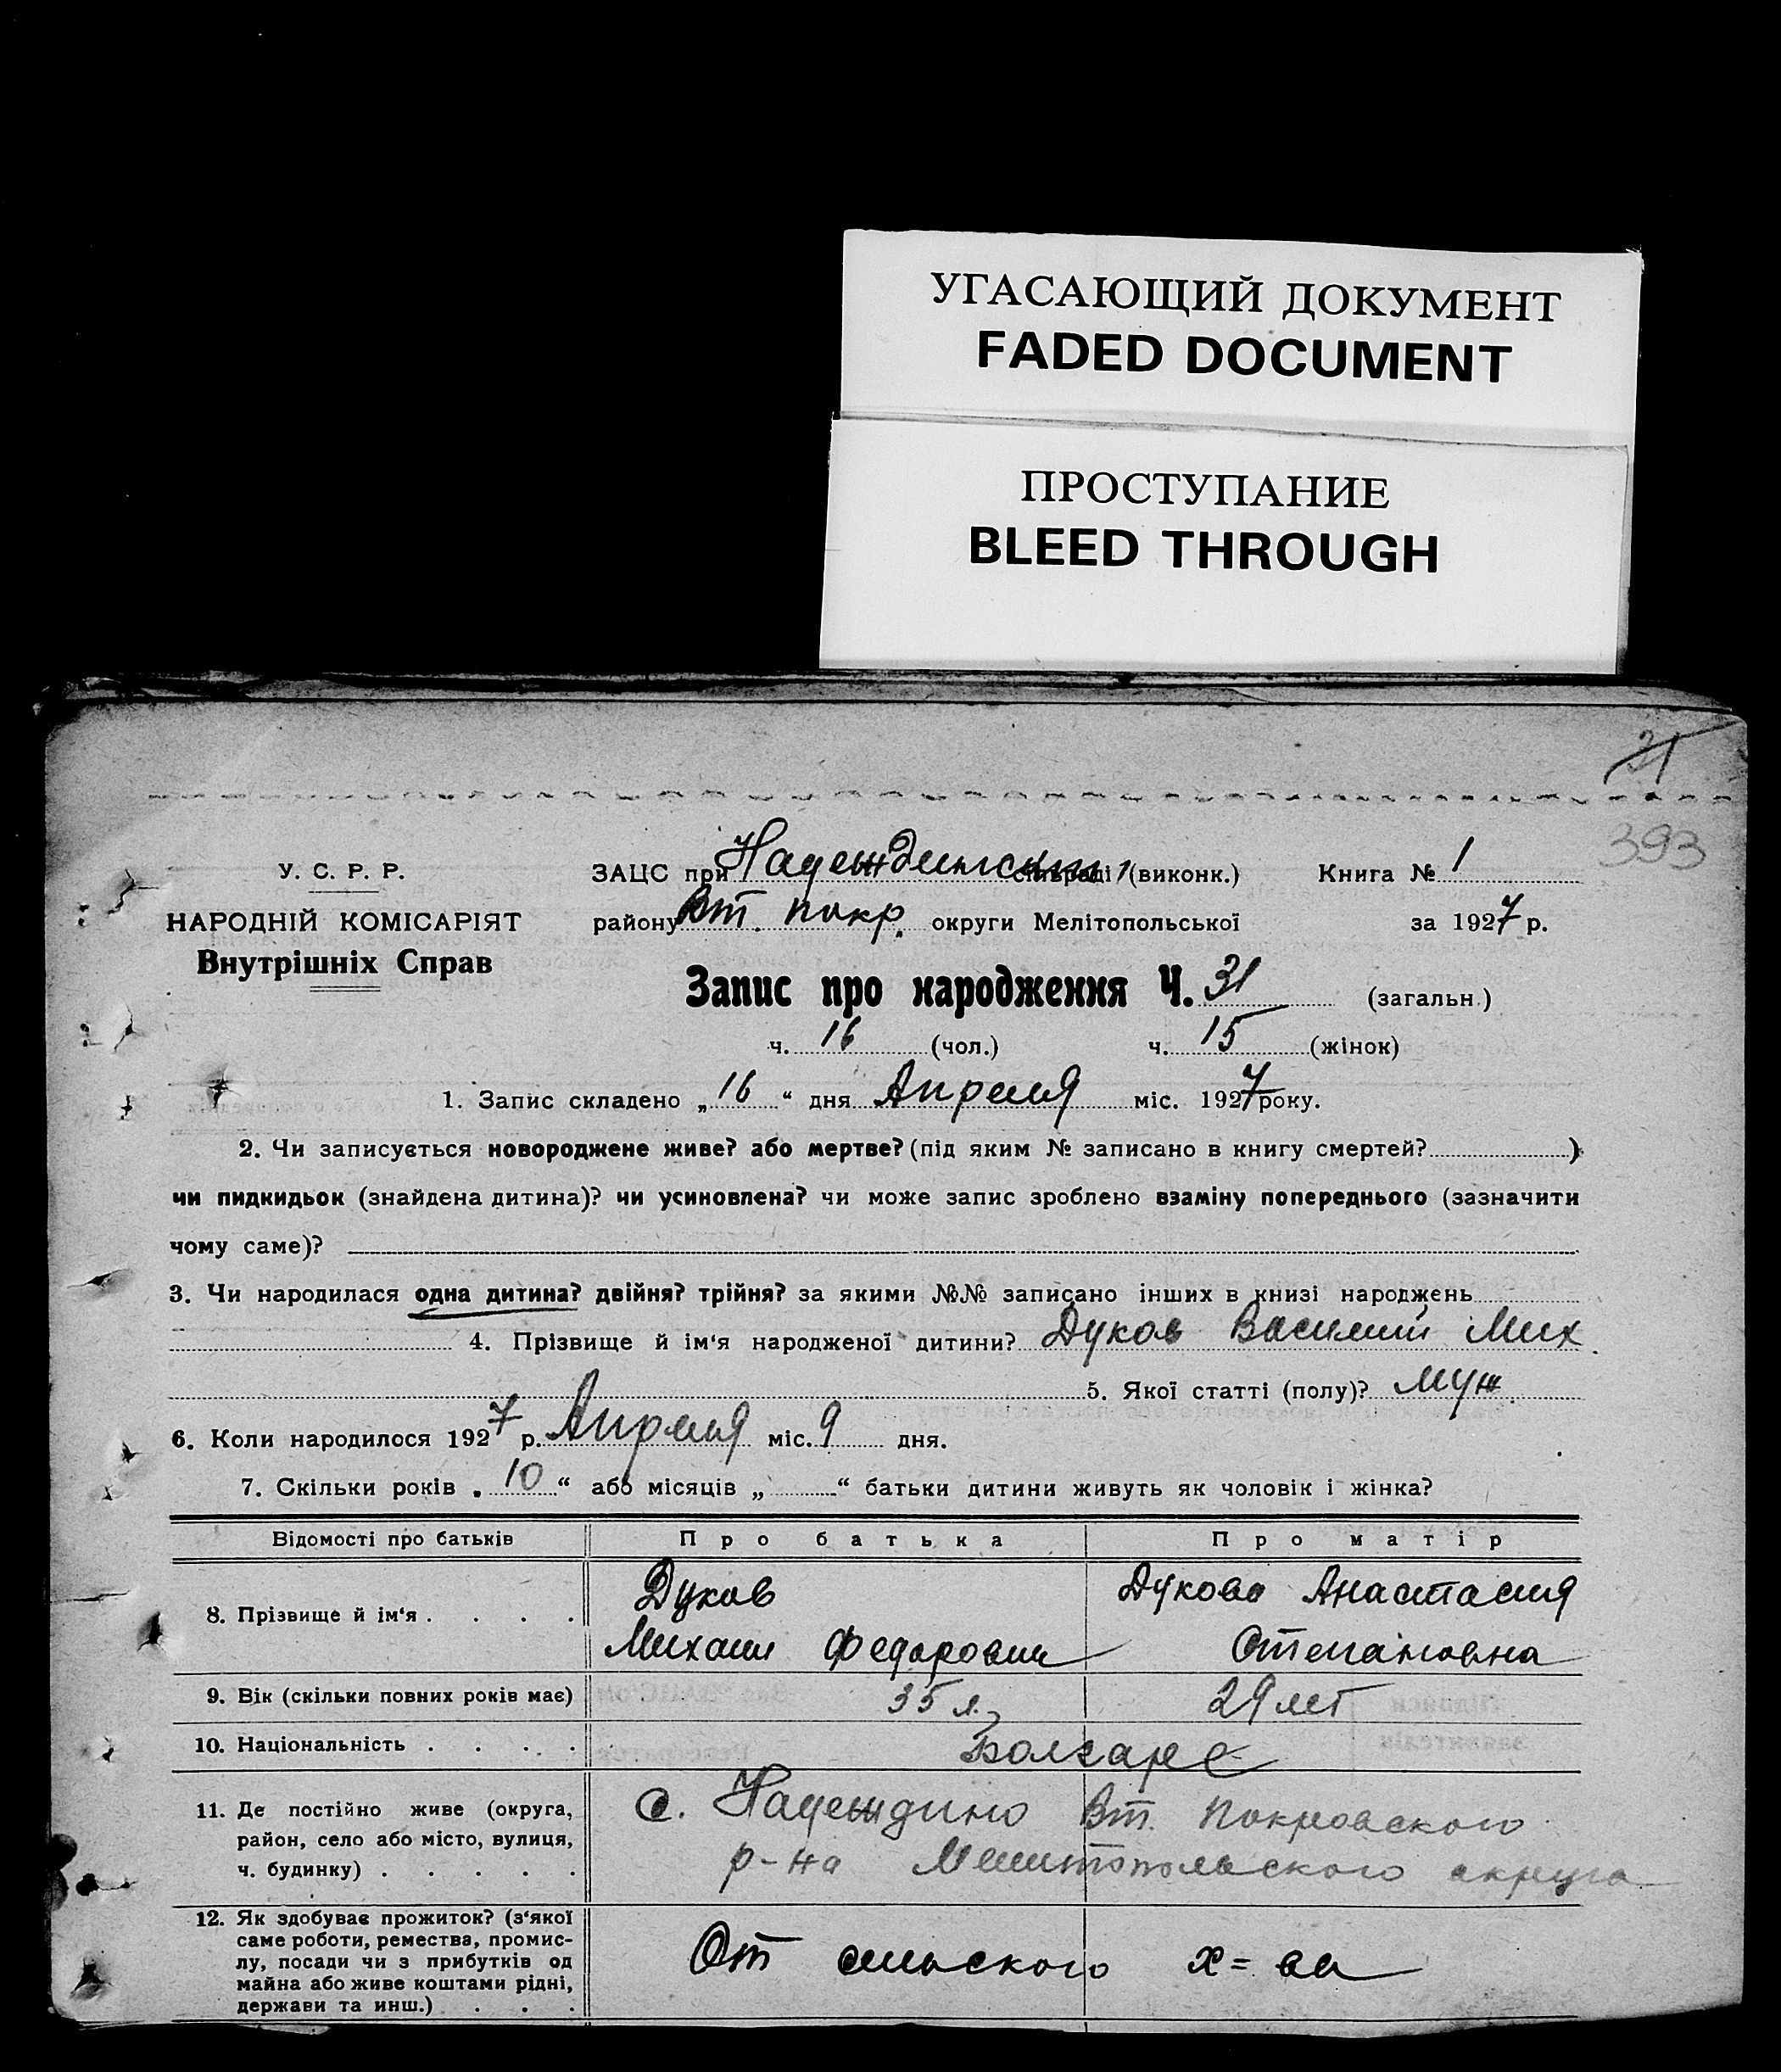 УГАСАЮЩИЙ ДОКУМЕНТ
FADED DOCUMENT
ПРОСТУПАНИЕ
BLEED THROUGH
31
393
У. С. Р. Р.
НАРОДНІЙ КОМІСАРІЯТ
Внутрішніх Справ
ЗАЦС при Надеждинском сільраді (виконк.) Книга № 1
району Вт. покр. округи Мелітопольської за 1927 р.
Запис про народження Ч. 31 (загальн.)
ч. 16 (чол.) ч. 15 (жінок)
1. Запис складено „16“ дня Апреля міс. 1927 року.
2. Чи записується новороджене живе? або мертве? (під яким № записано в книгу смертей? )
чи пидкидьок (знайдена дитина)? чи усиновлена? чи може запис зроблено взаміну попереднього (зазначити
чому саме)?
3. Чи народилася одна дитина? двійня? трійня? за якими №№ записано інших в книзі народжень
4. Прізвище й ім‘я народженої дитини? Дуков Василий Мих.
5. Якої статті (полу)? муж.
6. Коли народилося 1927 р. Апреля міс. 9 дня.
7. Скільки років „10“ або місяців „ “ батьки дитини живуть як чоловік і жінка?
Відомості про батьків Про батька Про матір
8. Прізвище й ім‘я . . . . Дуков Дукова Анастасия
Михаил Федорович Степановна
9. Вік (скільки повних років має) 35 л. 29 лет
10. Національність . . . . Болгаре
11. Де постійно живе (округа, район, село або місто, вулиця, ч. будинку) . . . . .
с. Надеждино Вт. Покровского
р-на Мелитопольского округа
12. Як здобуває прожиток? (з‘якої
саме роботи, ремества, промис-
лу, посади чи з прибутків од
майна або живе коштами рідні,
держави та инш.) . . .
От сельского х=ва